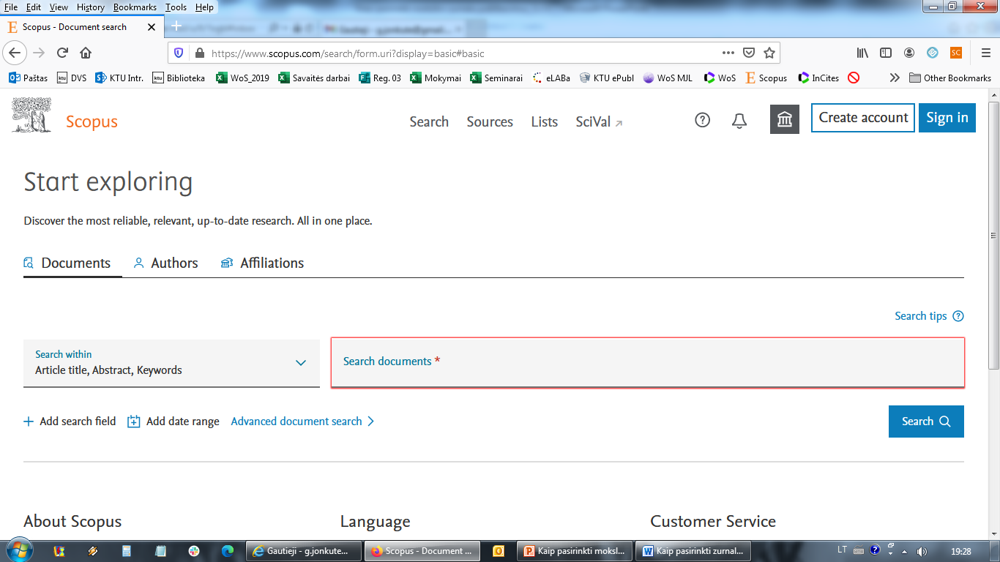 File Edit View History Bookmarks Tools Help
Scopus - Document search
Gautieji - g.jonkute@gmail...
https://www.scopus.com/search/form.uri?display=basic#basic
SC
Paštas DVS KTU Intr. Biblioteka WoS_2019 Savaitės darbai Reg. 03 Mokymai Seminarai eLABa KTU ePubl WoS MJL WoS Scopus InCites Other Bookmarks
Scopus
Search Sources Lists SciVal
Create account Sign in
Start exploring
Discover the most reliable, relevant, up-to-date research. All in one place.
Documents Authors Affiliations
Search tips
Search within
Article title, Abstract, Keywords
Search documents *
Add search field Add date range Advanced document search
Search
About Scopus Language Customer Service
Gautieji - g.jonkute... Scopus - Document ... Kaip pasirinkti moksl... Kaip pasirinkti zurnal... LT 19:28